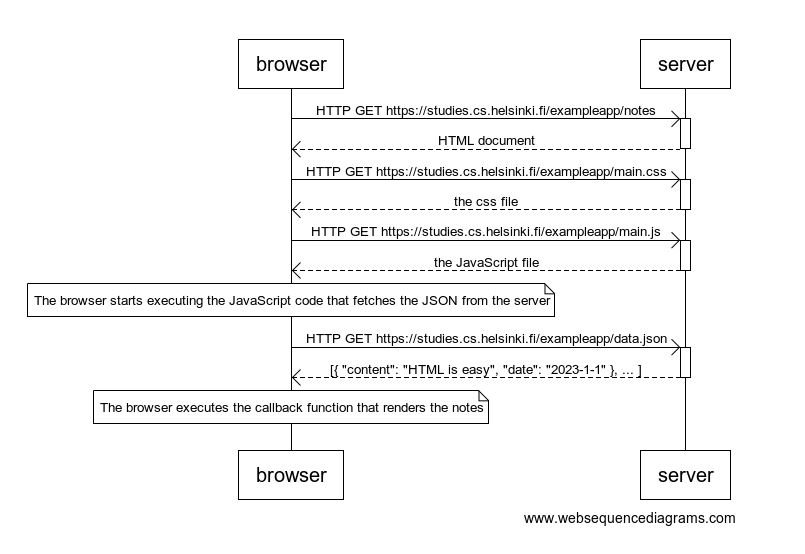 browser
server
HTTP GET https://studies.cs.helsinki.fi/exampleapp/notes
HTML document
HTTP GET https://studies.cs.helsinki.fi/exampleapp/main.css
the css file
HTTP GET https://studies.cs.helsinki.fi/exampleapp/main.js
the JavaScript file
The browser starts executing the JavaScript code that fetches the JSON from the server
HTTP GET https://studies.cs.helsinki.fi/exampleapp/data.json
[{ "content": "HTML is easy", "date": "2023-1-1" }, ... ]
The browser executes the callback function that renders the notes
browser
server
www.websequencediagrams.com